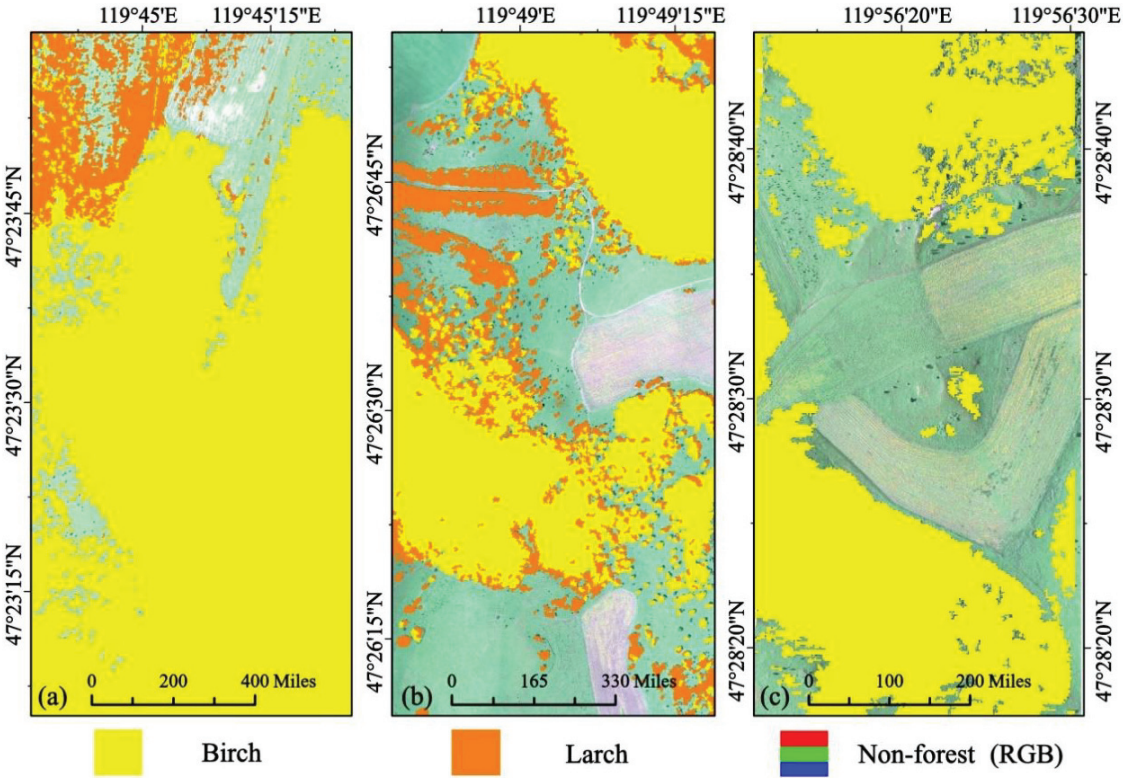 119°45'E 119°45'15"E
119°49'E 119°49'15"E
119°56'20"E 119°56'30"E
47°23'45"N
47°23'30"N
47°23'15"N
47°26'45"N
47°26'30"N
47°26'15"N
47°28'40"N
47°28'30"N
47°28'20"N
47°28'40"N
47°28'30"N
47°28'20"N
(a) 0 200 400 Miles
(b) 0 165 330 Miles
(c) 0 100 200 Miles
Birch Larch Non-forest (RGB)